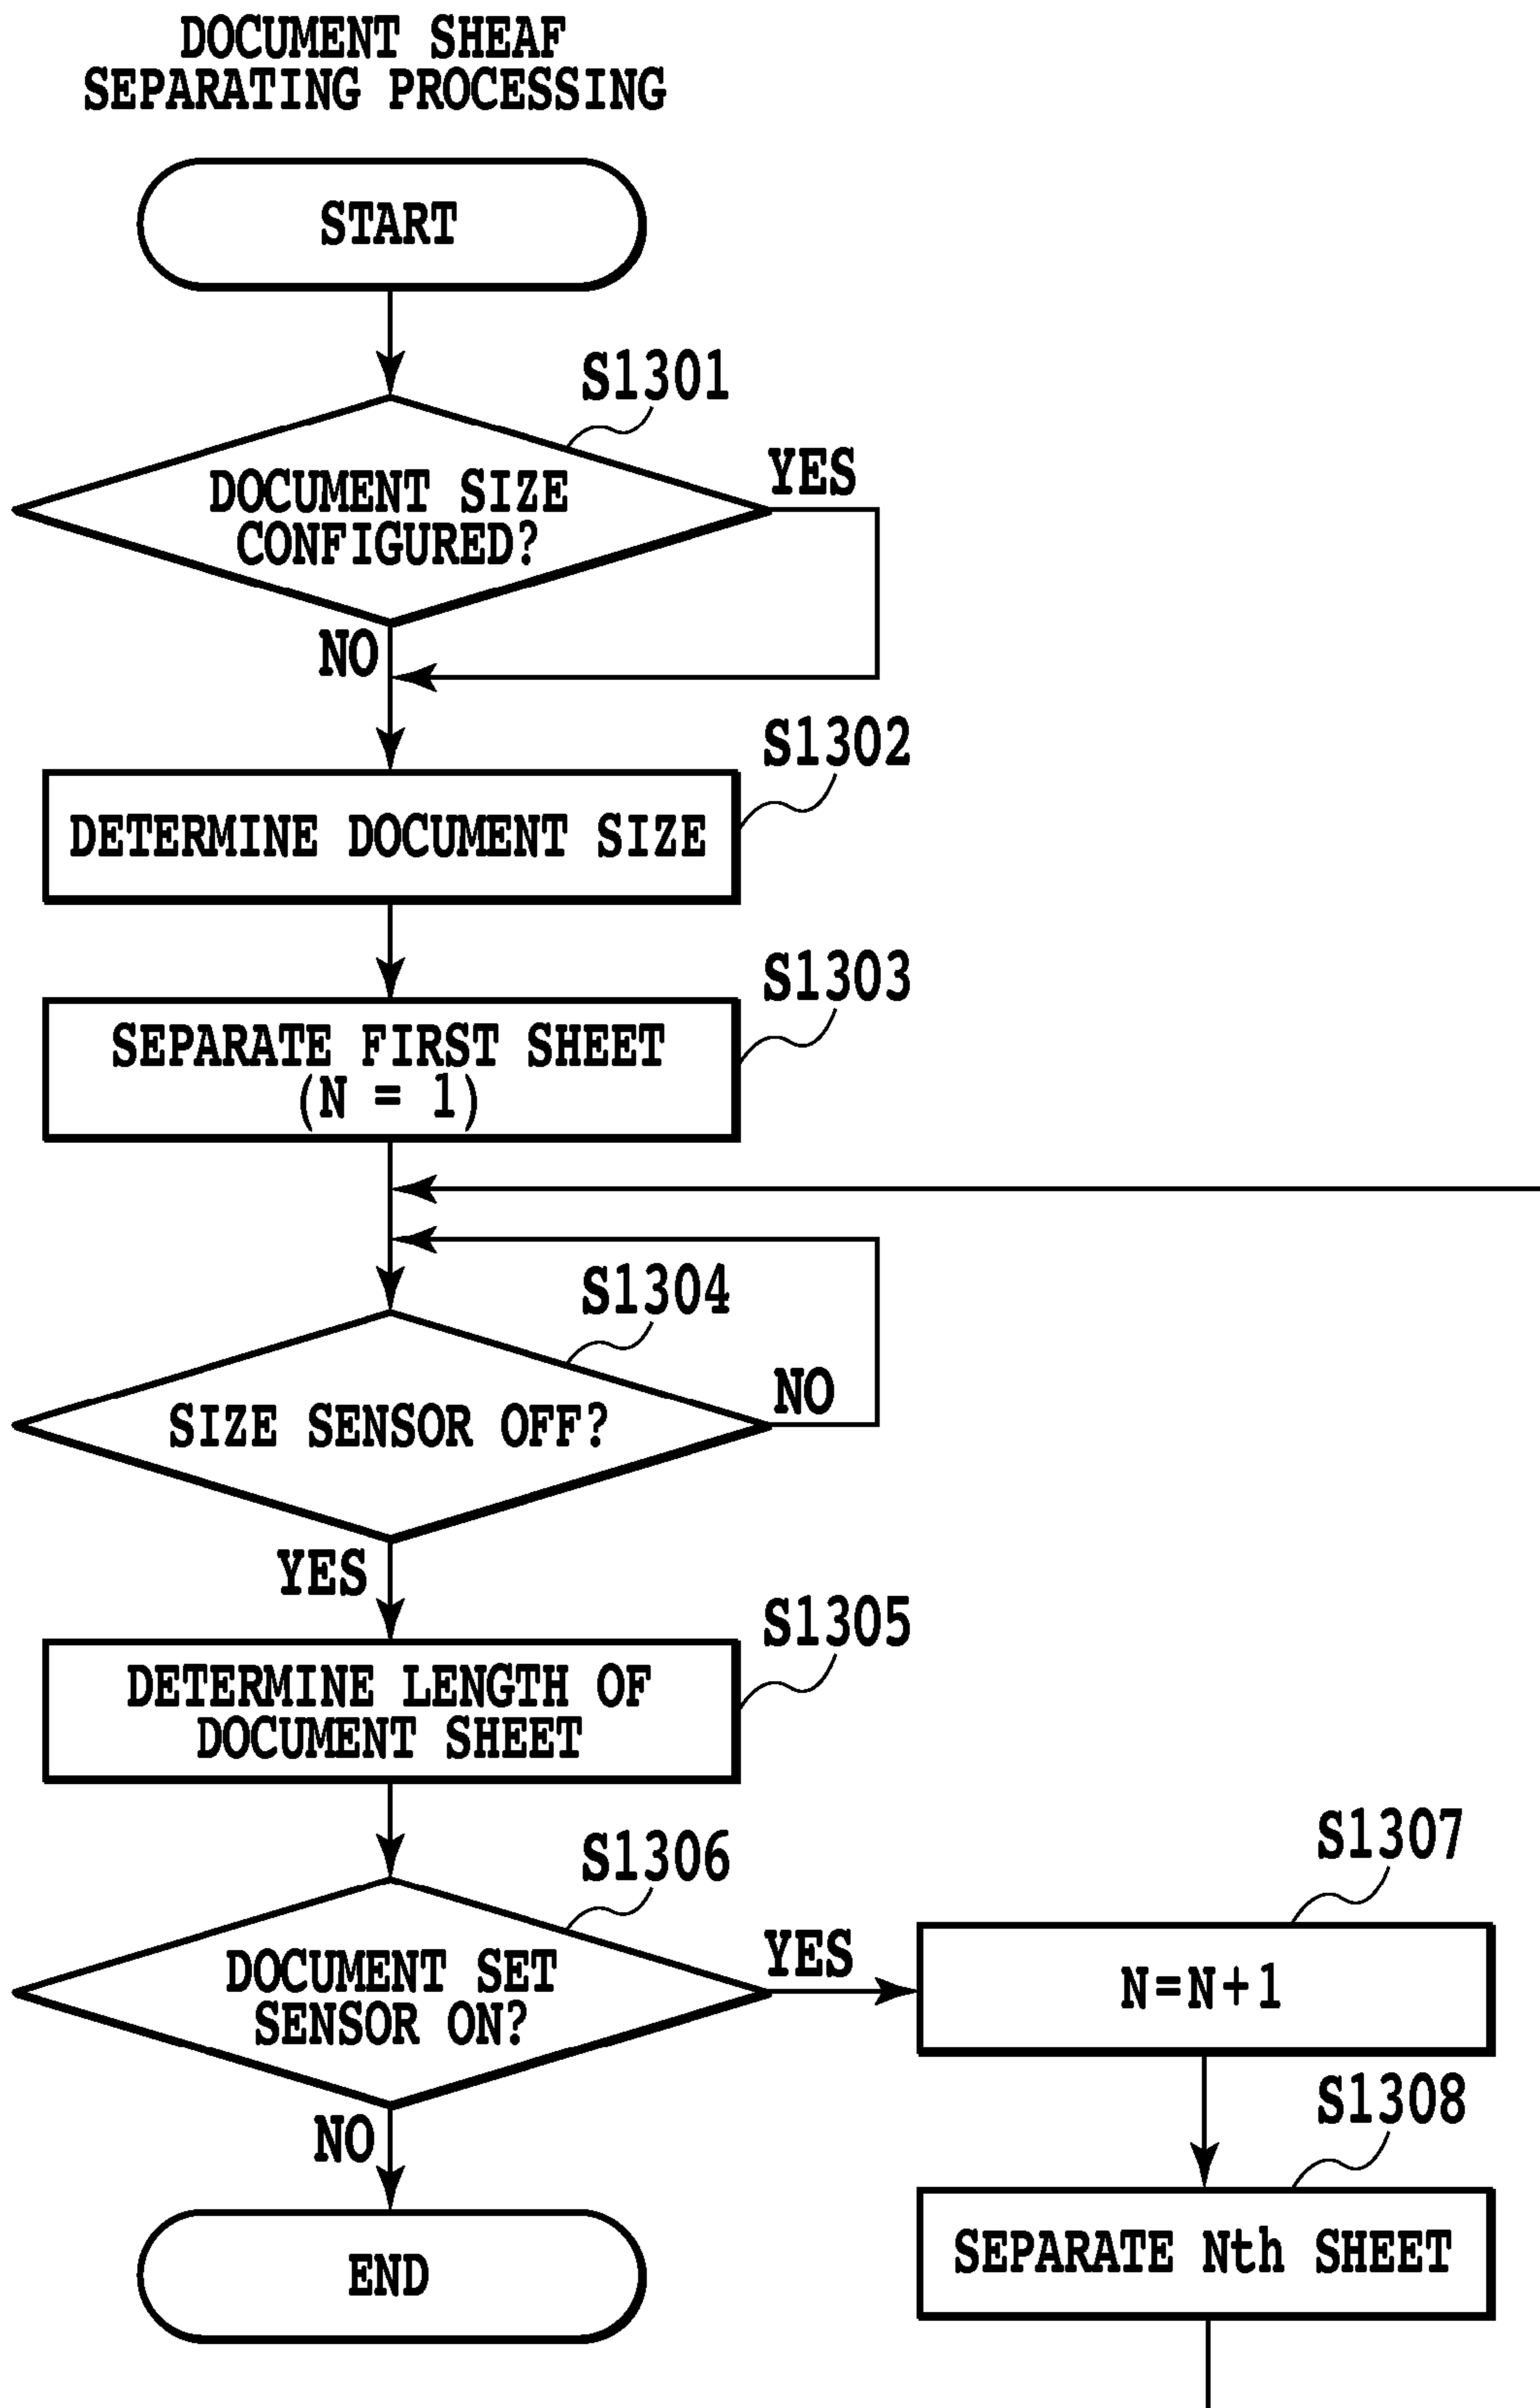 DOCUMENT SHEAF
SEPARATING PROCESSING
START
S1301
DOCUMENT SIZE
CONFIGURED?
YES
NO
S1302
DETERMINE DOCUMENT SIZE
S1303
SEPARATE FIRST SHEET
(N = 1)
S1304
SIZE SENSOR OFF?
NO
YES
S1305
DETERMINE LENGTH OF
DOCUMENT SHEET
S1306
DOCUMENT SET
SENSOR ON?
YES
NO
S1307
N=N+1
S1308
SEPARATE Nth SHEET
END